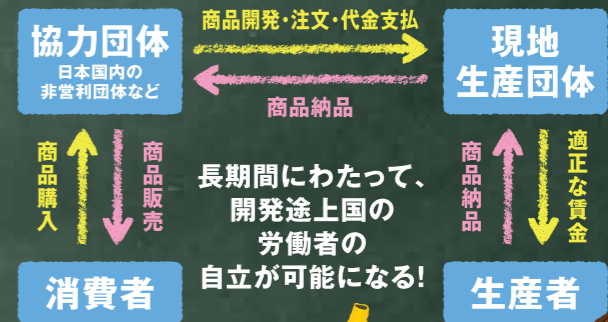 商品開発・注文・代金支払
協力団体
日本国内の
非営利団体など
現地
生産団体
商品納品
商品購入
商品販売
長期間にわたって、
開発途上国の
労働者の
自立が可能になる!
商品納品
適正な賃金
消費者
生産者